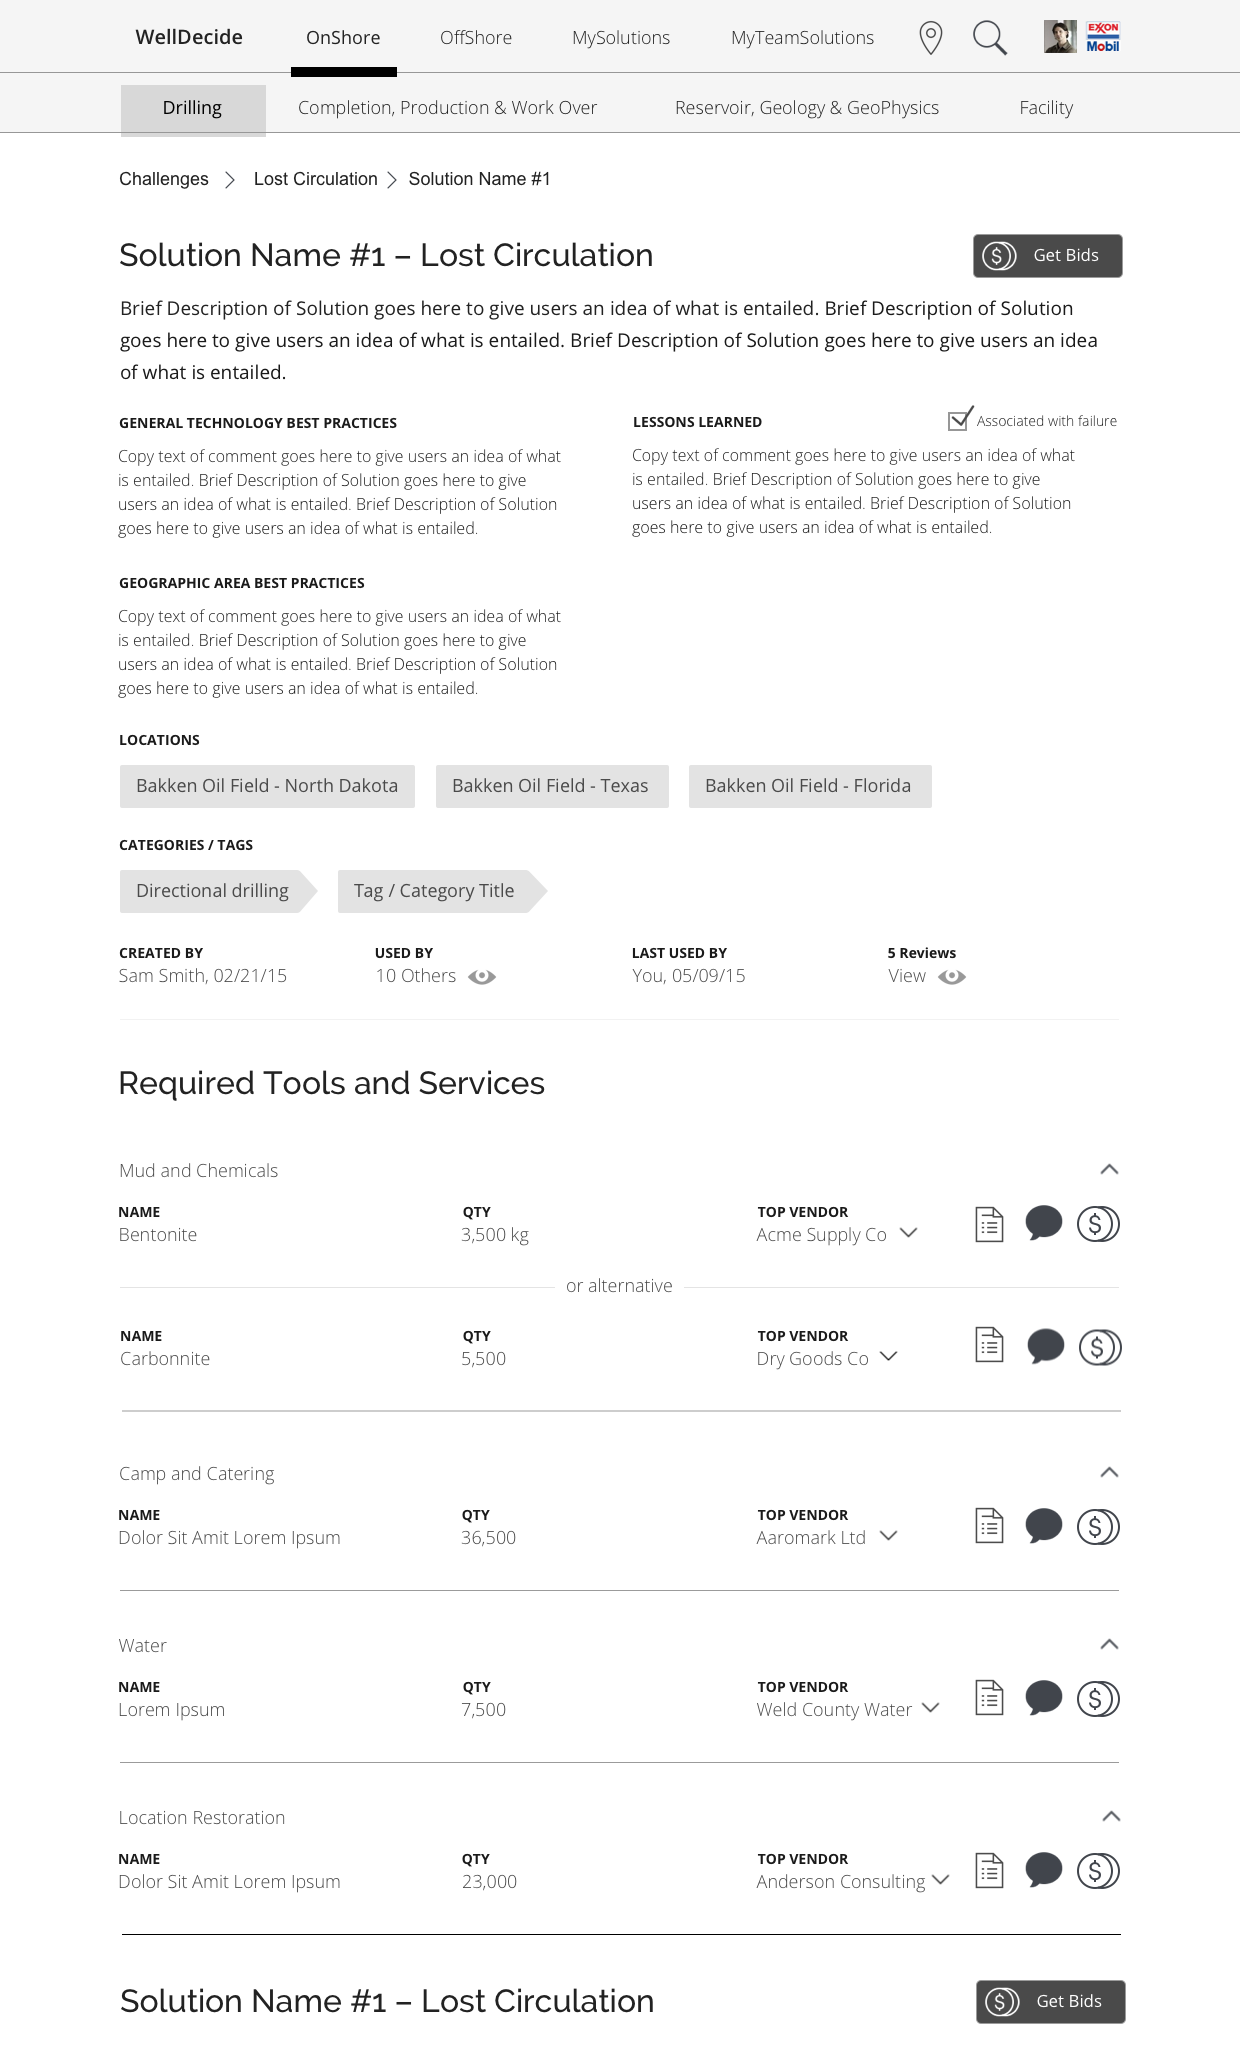 WellDecide OnShore OffShore MySolutions MyTeamSolutions EXXON Mobil
Drilling Completion, Production & Work Over Reservoir, Geology & GeoPhysics Facility
Challenges Lost Circulation Solution Name #1
Solution Name #1 – Lost Circulation
$ Get Bids
Brief Description of Solution goes here to give users an idea of what is entailed. Brief Description of Solution
goes here to give users an idea of what is entailed. Brief Description of Solution goes here to give users an idea
of what is entailed.
GENERAL TECHNOLOGY BEST PRACTICES
Copy text of comment goes here to give users an idea of what
is entailed. Brief Description of Solution goes here to give
users an idea of what is entailed. Brief Description of Solution
goes here to give users an idea of what is entailed.
LESSONS LEARNED
Associated with failure
Copy text of comment goes here to give users an idea of what
is entailed. Brief Description of Solution goes here to give
users an idea of what is entailed. Brief Description of Solution
goes here to give users an idea of what is entailed.
GEOGRAPHIC AREA BEST PRACTICES
Copy text of comment goes here to give users an idea of what
is entailed. Brief Description of Solution goes here to give
users an idea of what is entailed. Brief Description of Solution
goes here to give users an idea of what is entailed.
LOCATIONS
Bakken Oil Field - North Dakota Bakken Oil Field - Texas Bakken Oil Field - Florida
CATEGORIES / TAGS
Directional drilling Tag / Category Title
CREATED BY USED BY LAST USED BY 5 Reviews
Sam Smith, 02/21/15 10 Others You, 05/09/15 View
Required Tools and Services
Mud and Chemicals
NAME QTY TOP VENDOR
Bentonite 3,500 kg Acme Supply Co $
or alternative
NAME QTY TOP VENDOR
Carbonnite 5,500 Dry Goods Co $
Camp and Catering
NAME QTY TOP VENDOR
Dolor Sit Amit Lorem Ipsum 36,500 Aaromark Ltd $
Water
NAME QTY TOP VENDOR
Lorem Ipsum 7,500 Weld County Water $
Location Restoration
NAME QTY TOP VENDOR
Dolor Sit Amit Lorem Ipsum 23,000 Anderson Consulting $
Solution Name #1 – Lost Circulation
$ Get Bids